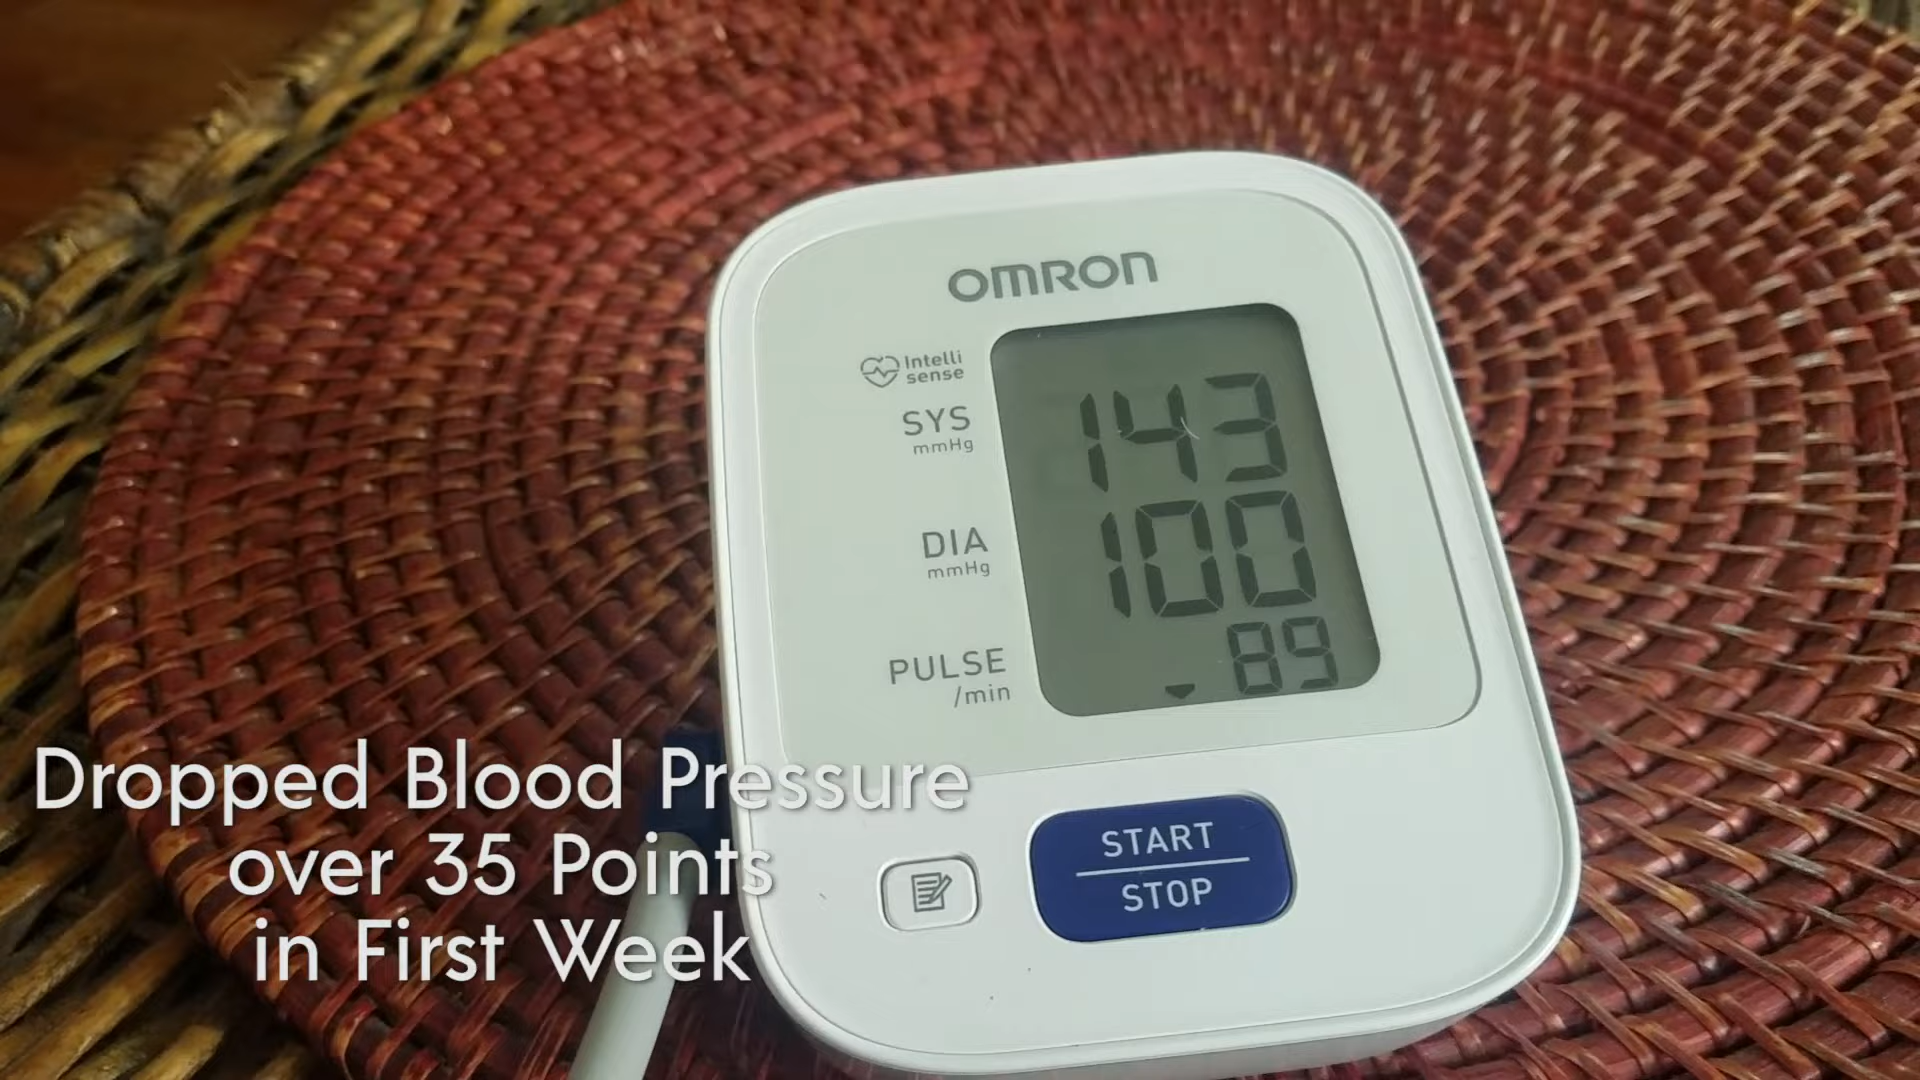 OMRON
Intelli
sense
SYS
mmHg
143
DIA
mmHg
100
PULSE
/min
89
START
STOP
Dropped Blood Pressure
over 35 Points
in First Week